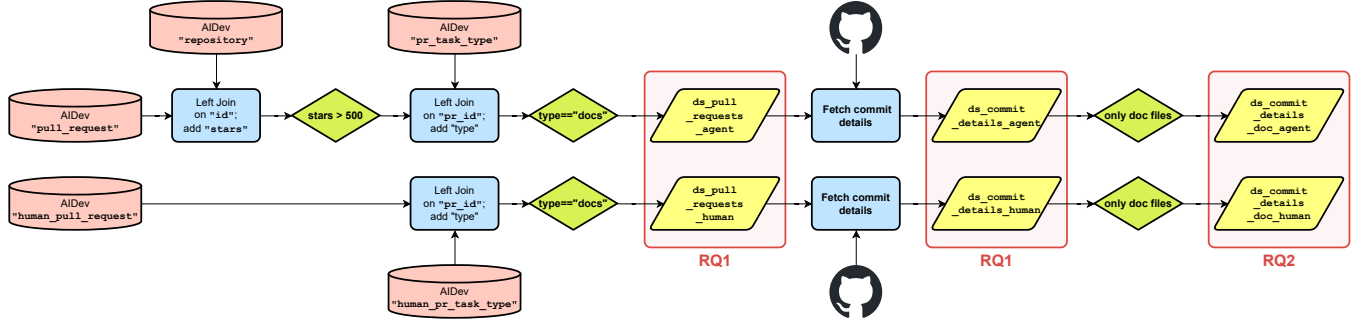 AIDev
"repository"
AIDev
"pr_task_type"
AIDev
"pull_request"
Left Join
on "id";
add "stars"
stars > 500
Left Join
on "pr_id";
add "type"
type=="docs"
ds_pull
_requests
_agent
Fetch commit
details
ds_commit
_details_agent
only doc files
ds_commit
_details
_doc_agent
AIDev
"human_pull_request"
Left Join
on "pr_id";
add "type"
type=="docs"
ds_pull
_requests
_human
Fetch commit
details
ds_commit
_details_human
only doc files
ds_commit
_details
_doc_human
RQ1
RQ1
RQ2
AIDev
"human_pr_task_type"